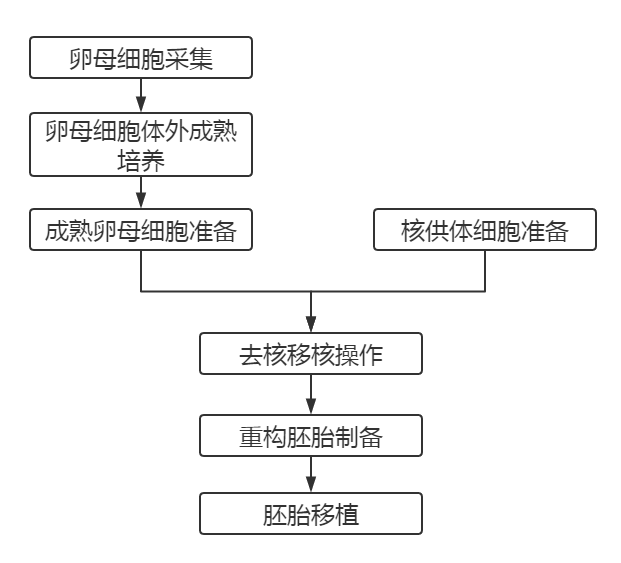 卵母细胞采集
卵母细胞体外成熟
培养
成熟卵母细胞准备
核供体细胞准备
去核移核操作
重构胚胎制备
胚胎移植